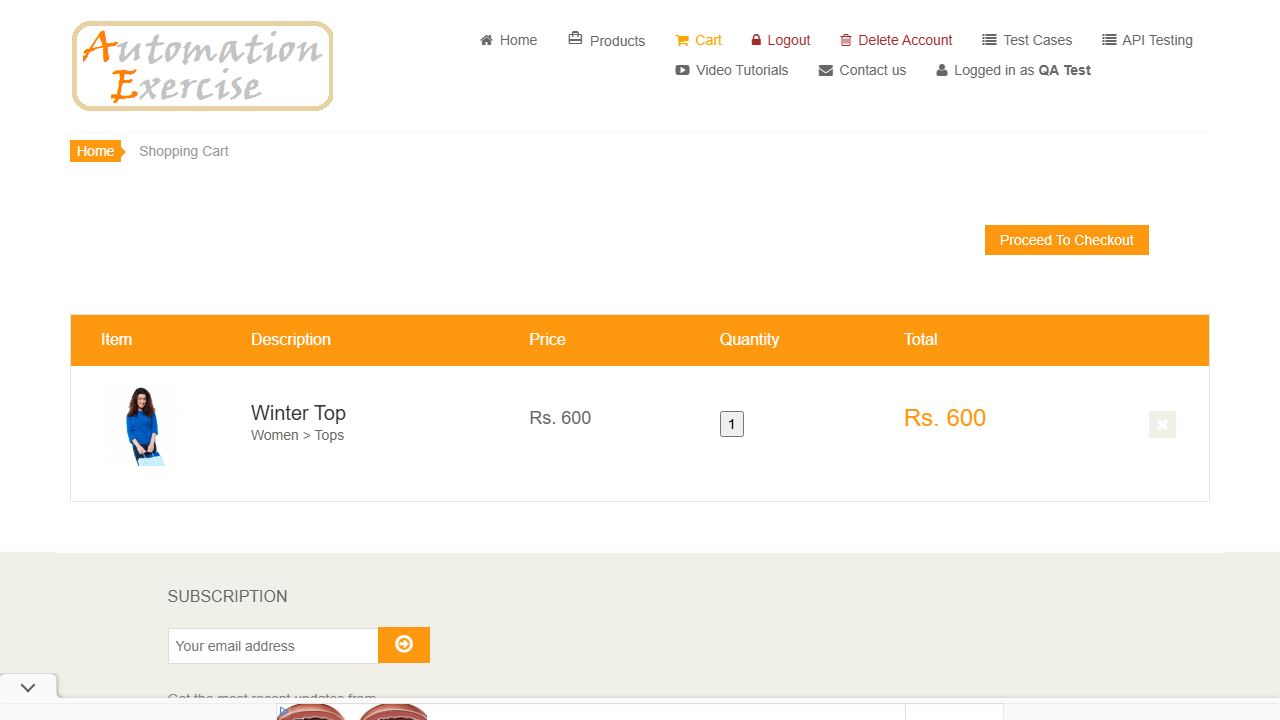 Automation
Exercise
Home
Products
Cart
Logout
Delete Account
Test Cases
API Testing
Video Tutorials
Contact us
Logged in as QA Test
Home
Shopping Cart
Proceed To Checkout
Item Description Price Quantity Total
Winter Top
Women > Tops
Rs. 600
1
Rs. 600
SUBSCRIPTION
Your email address
Get the most recent updates from